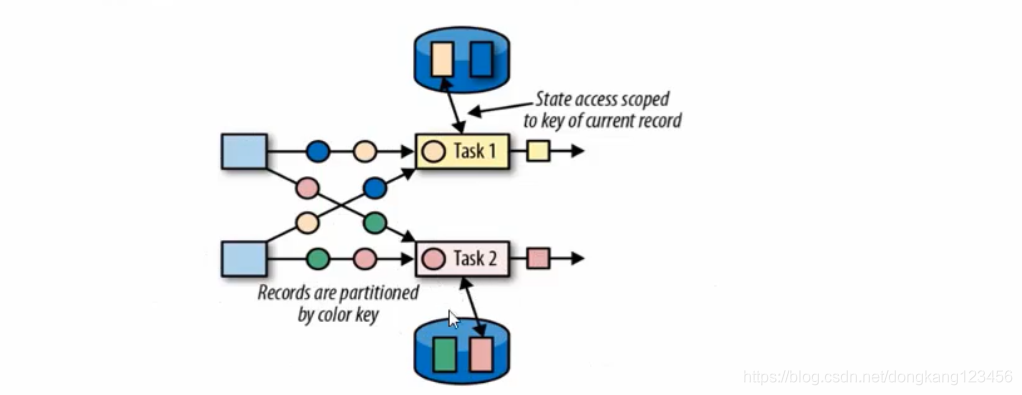 State access scoped
to key of current record
Task 1
Task 2
Records are partitioned
by color key
https://blog.csdn.net/dongkang123456